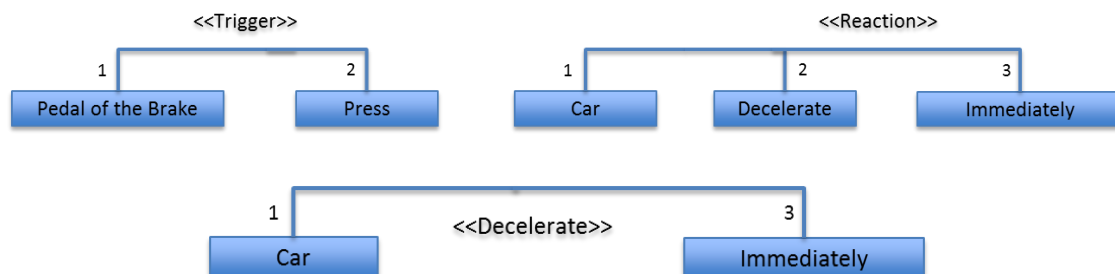 <<Trigger>>
<<Reaction>>
1
2
1
2
3
Pedal of the Brake
Press
Car
Decelerate
Immediately
1
<<Decelerate>>
3
Car
Immediately